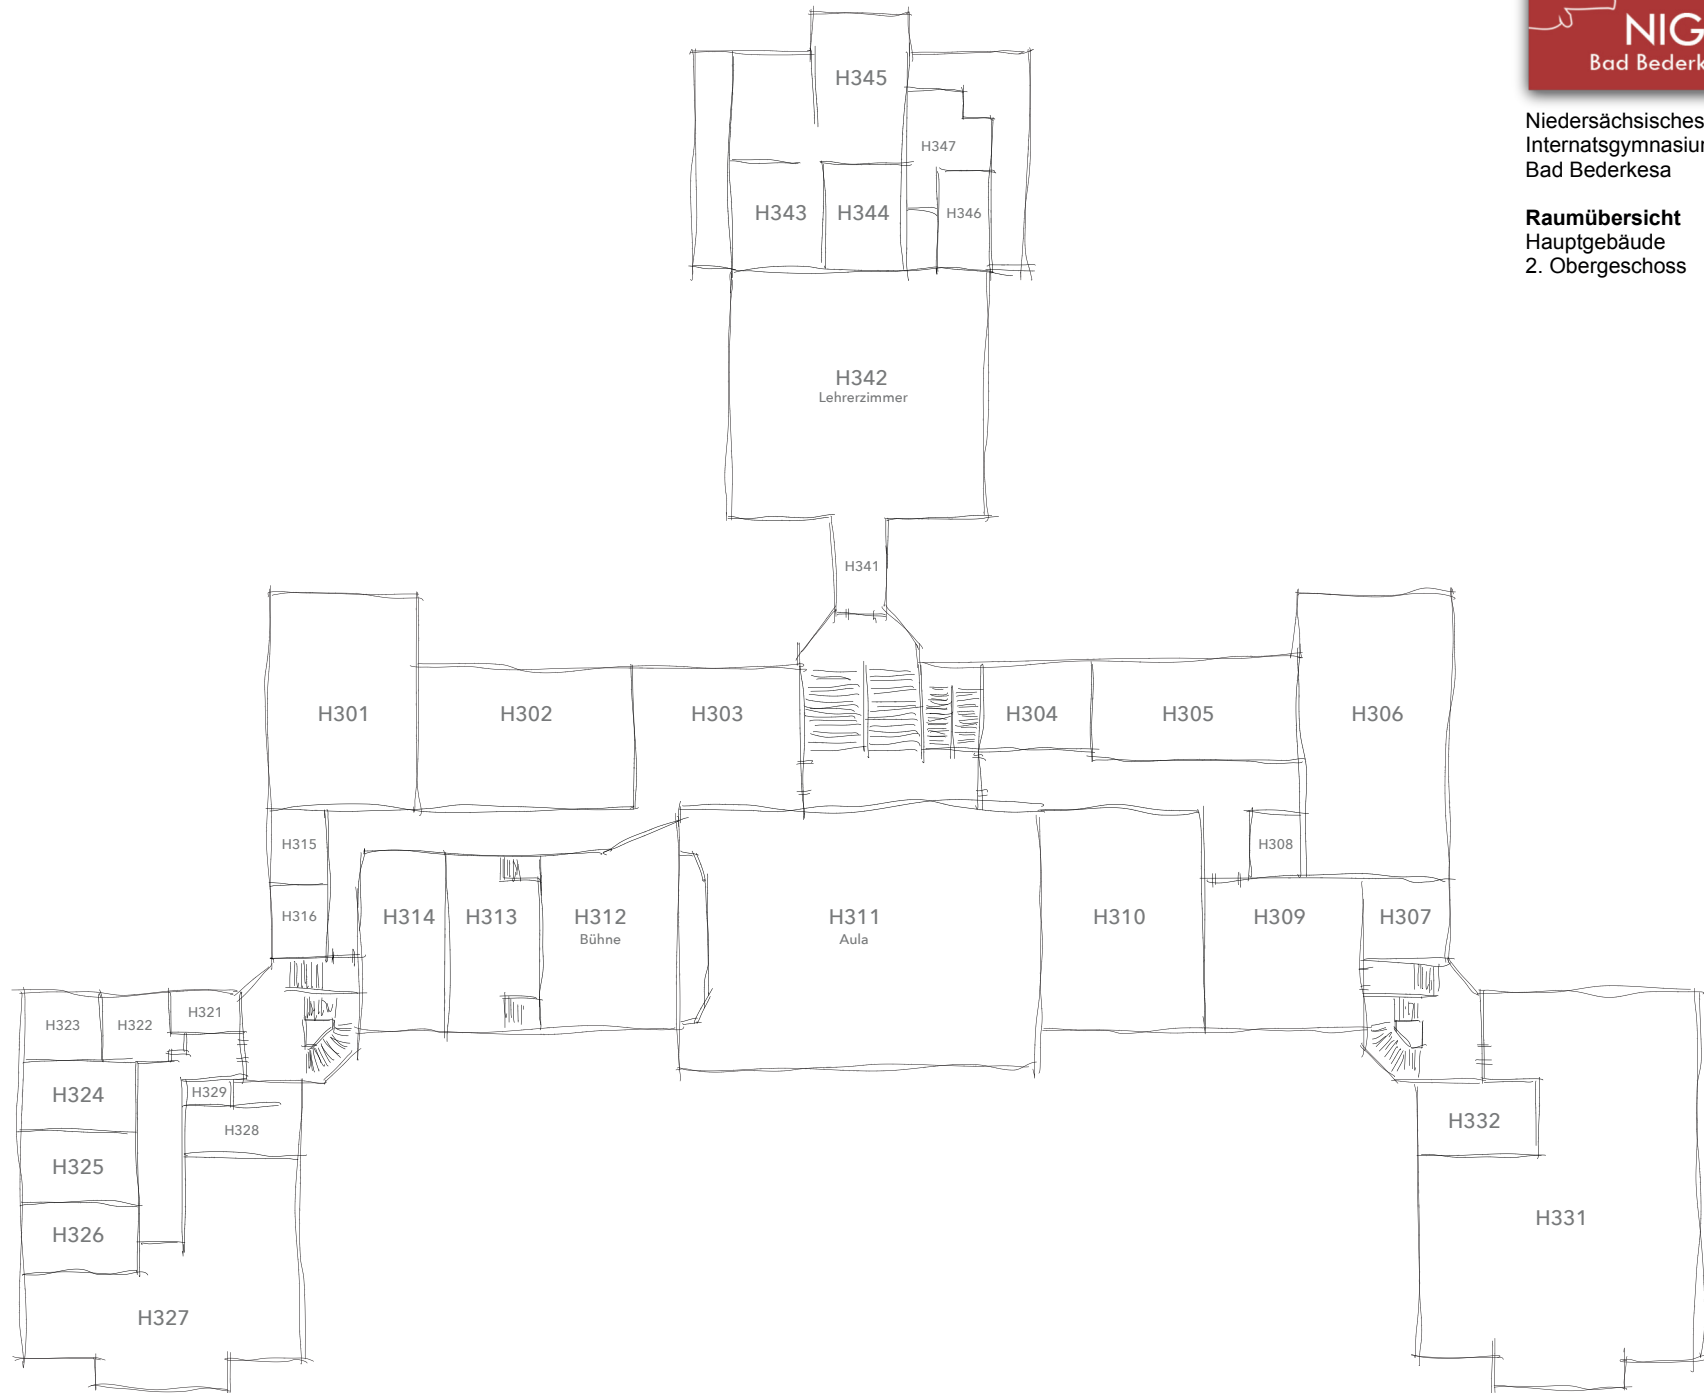 NIG
Bad Bederk
Niedersächsisches
Internatsgymnasiu
Bad Bederkesa
Raumübersicht
Hauptgebäude
2. Obergeschoss
H345
H347
H343
H344
H346
H342
Lehrerzimmer
H341
H301
H302
H303
H304
H305
H306
H315
H308
H316
H314
H313
H312
Bühne
H311
Aula
H310
H309
H307
H323
H322
H321
H324
H329
H328
H332
H325
H326
H331
H327